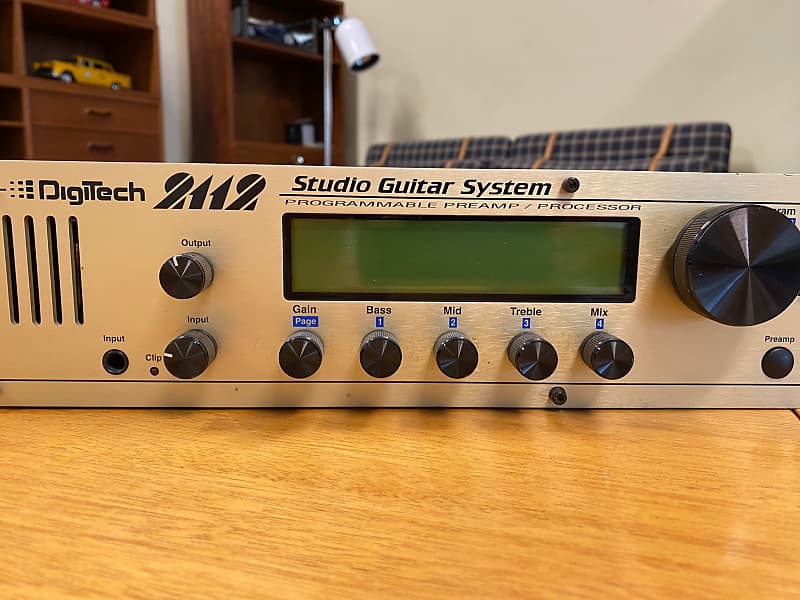 DigiTech 2112 Studio Guitar System
PROGRAMMABLE PREAMP / PROCESSOR
Output
Input
Clip
Input
Gain Bass Mid Treble Mix
Page 1 2 3 4
Preamp